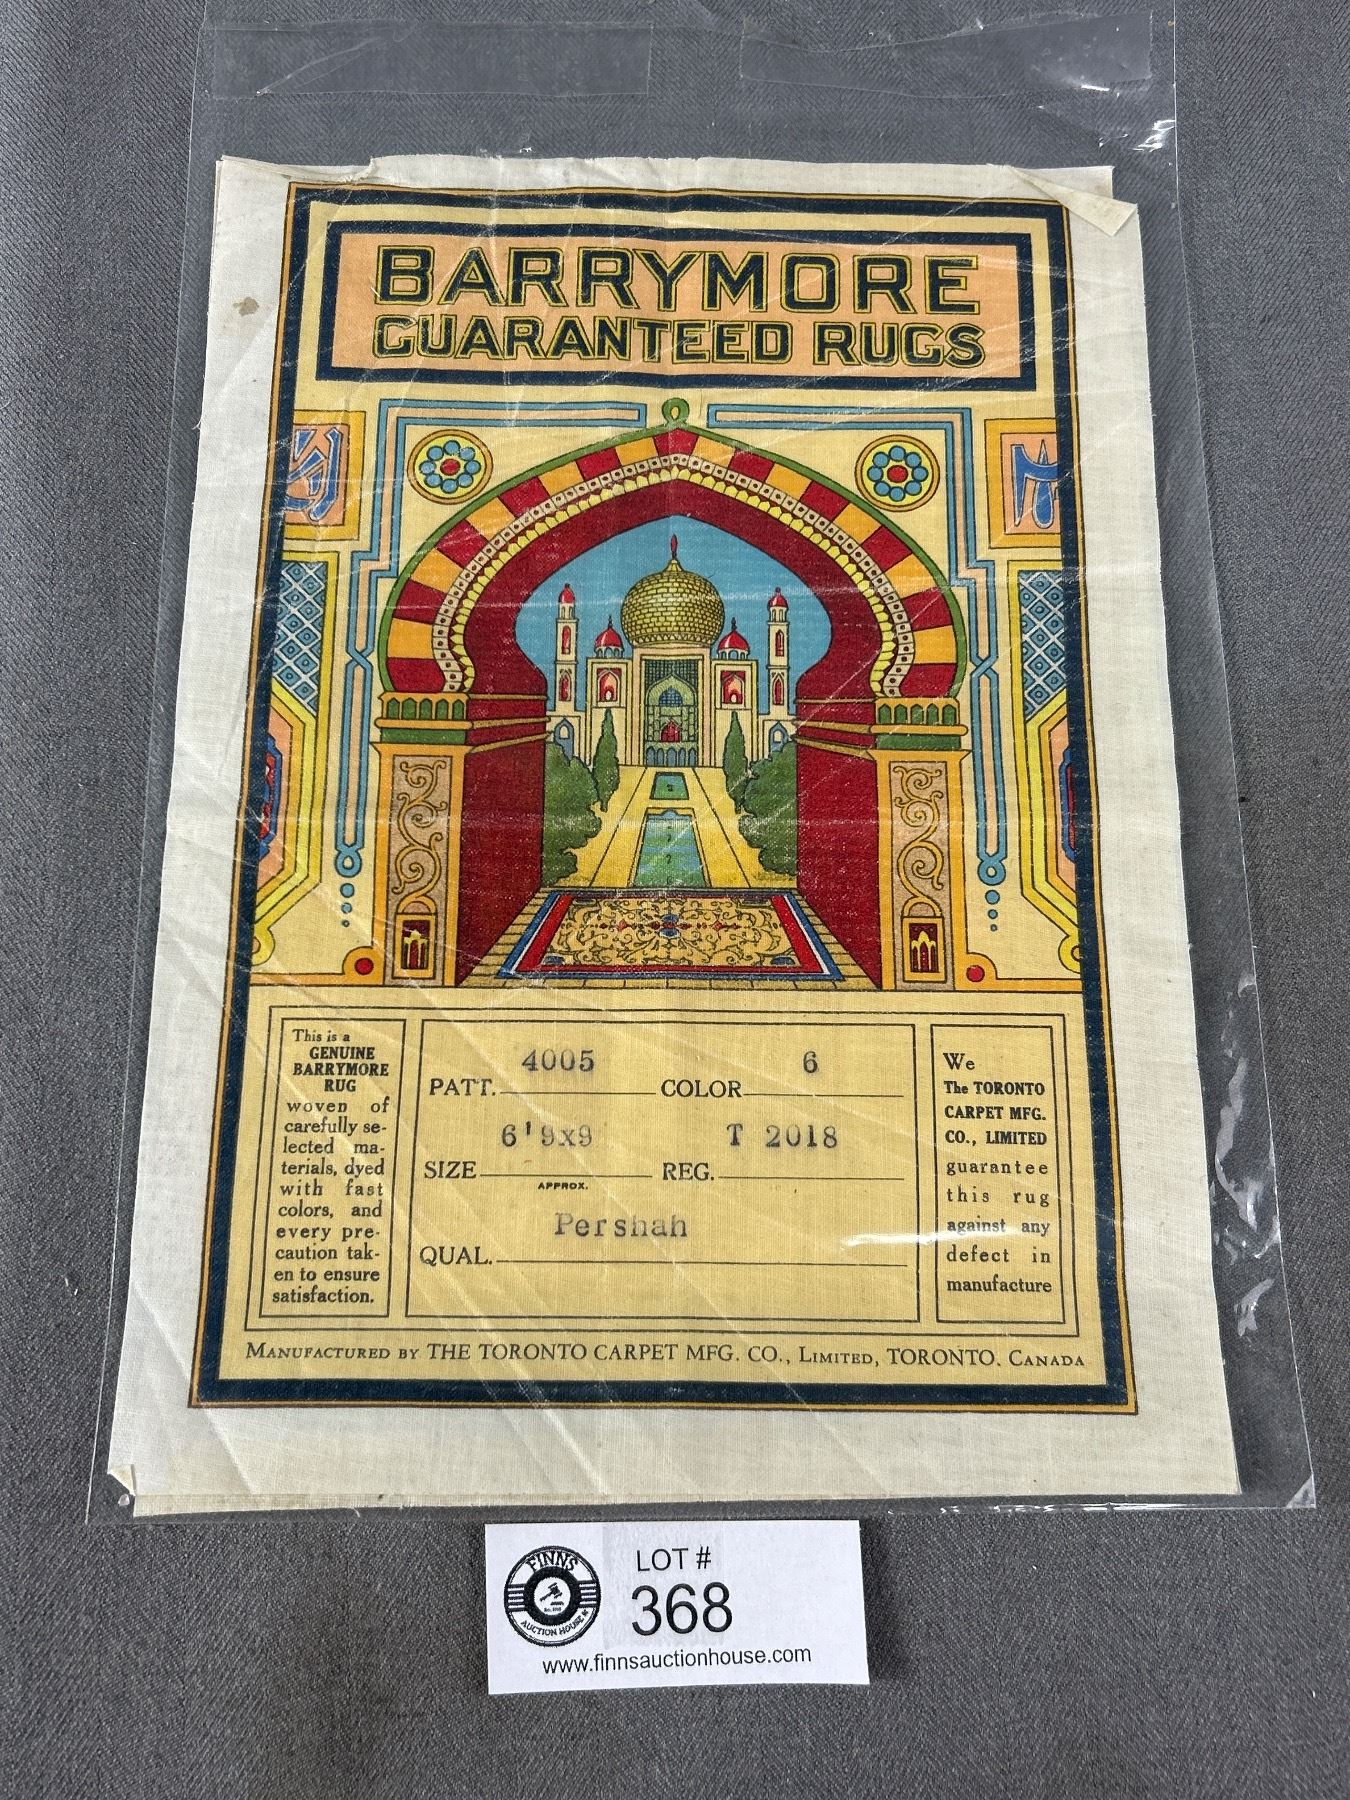 BARRYMORE
GUARANTEED RUGS
This is a
GENUINE
BARRYMORE
RUG
woven of
carefully se-
lected ma-
terials, dyed
with fast
colors, and
every pre-
caution tak-
en to ensure
satisfaction.
4005 6
PATT. COLOR
6'9x9 T 2018
SIZE REG.
APPROX.
Pershah
QUAL.
We
The TORONTO
CARPET MFG.
CO., LIMITED
guarantee
this rug
against any
defect in
manufacture
MANUFACTURED BY THE TORONTO CARPET MFG. CO., LIMITED, TORONTO. CANADA
FINNS
AUCTION HOUSE
LOT #
368
www.finnsauctionhouse.com